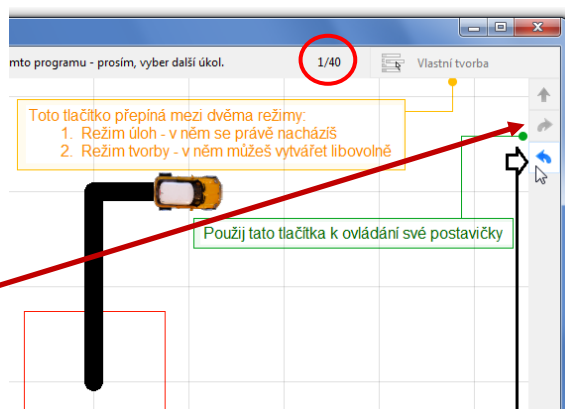 mto programu - prosím, vyber další úkol.
1/40
Vlastní tvorba
Toto tlačítko přepíná mezi dvěma režimy:
1. Režim úloh - v něm se právě nacházíš
2. Režim tvorby - v něm můžeš vytvářet libovolně
Použij tato tlačítka k ovládání své postavičky